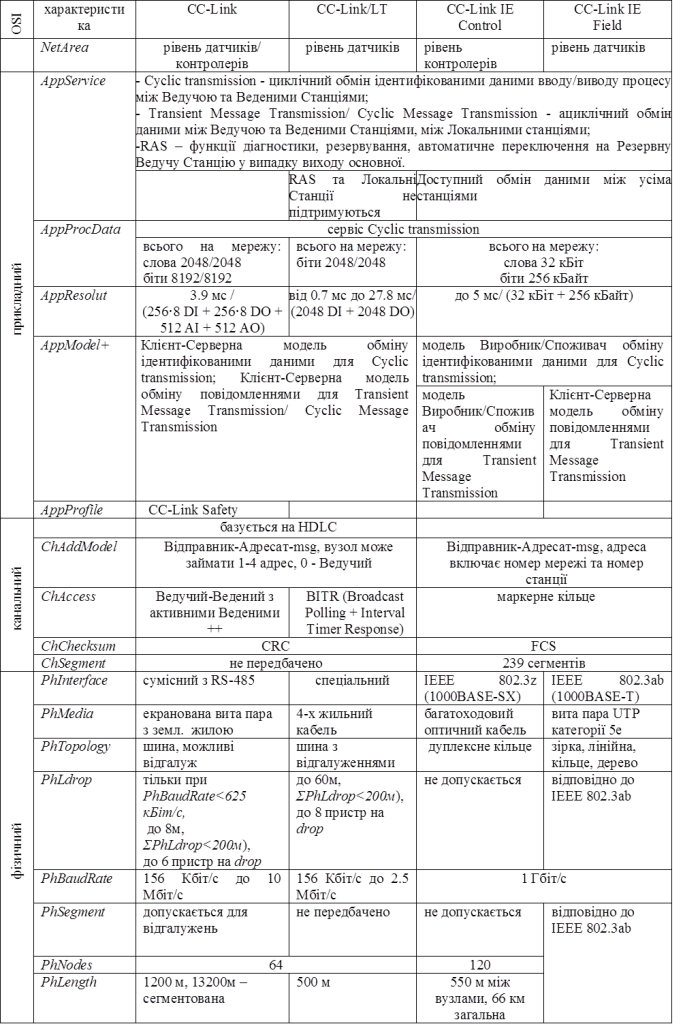 OSI
характеристи
ка
CC-Link
CC-Link/LT
CC-Link IE
Control
CC-Link IE
Field
NetArea
рівень датчиків/
контролерів
рівень датчиків
рівень
контролерів
рівень датчиків
прикладний
AppService
- Cyclic transmission - циклічний обмін ідентифікованими даними вводу/виводу процесу
між Ведучою та Веденими Станціями;
- Transient Message Transmission/ Cyclic Message Transmission - ациклічний обмін
даними між Ведучою та Веденими Станціями, між Локальними станціями;
-RAS – функції діагностики, резервування, автоматичне переключення на Резервну
Ведучу Станцію у випадку виходу основної.
RAS та Локальні
Станції не
підтримуються
Доступний обмін даними між усіма
станціями
AppProcData
сервіс Cyclic transmission
всього на мережу:
слова 2048/2048
біти 8192/8192
всього на мережу:
біти 2048/2048
всього на мережу:
слова 32 кБіт
біти 256 кБайт
AppResolut
3.9 мс /
(256·8 DI + 256·8 DO +
512 AI + 512 AO)
від 0.7 мс до 27.8 мс/
(2048 DI + 2048 DO)
до 5 мс/ (32 кБіт + 256 кБайт)
AppModel+
Клієнт-Серверна модель обміну
ідентифікованими даними для Cyclic
transmission; Клієнт-Серверна модель
обміну повідомленнями для Transient
Message Transmission/ Cyclic Message
Transmission
модель Виробник/Споживач обміну
ідентифікованими даними для Cyclic
transmission;
модель
Виробник/Спожив
ач обміну
повідомленнями
для Transient
Message
Transmission
Клієнт-Серверна
модель обміну
повідомленнями
для Transient
Message
Transmission
AppProfile
CC-Link Safety
канальний
базується на HDLC
ChAddModel
Відправник-Адресат-msg, вузол може
займати 1-4 адрес, 0 - Ведучий
Відправник-Адресат-msg, адреса
включає номер мережі та номер
станції
ChAccess
Ведучий-Ведений з
активними Веденими
++
BITR (Broadcast
Polling + Interval
Timer Response)
маркерне кільце
ChChecksum
CRC
FCS
ChSegment
не передбачено
239 сегментів
фізичний
PhInterface
сумісний з RS-485
спеціальний
IEEE 802.3z
(1000BASE-SX)
IEEE 802.3ab
(1000BASE-T)
PhMedia
екранована вита пара
з земл. жилою
4-х жильний
кабель
багатоходовий
оптичний кабель
вита пара UTP
категорії 5e
PhTopology
шина, можливі
відгалуж
шина з
відгалуженнями
дуплексне кільце
зірка, лінійна,
кільце, дерево
PhLdrop
тільки при
PhBaudRate<625
кБіт/с,
до 8м,
ΣPhLdrop<200м),
до 6 пристр на drop
до 60м,
ΣPhLdrop<200м),
до 8 пристр на
drop
не допускається
відповідно до
IEEE 802.3ab
PhBaudRate
156 Кбіт/с до 10
Мбіт/с
156 Кбіт/с до 2.5
Мбіт/с
1 Гбіт/с
PhSegment
допускається для
відгалужень
не передбачено
не допускається
відповідно до
IEEE 802.3ab
PhNodes
64
120
PhLength
1200 м, 13200м –
сегментована
500 м
550 м між
вузлами, 66 км
загальна